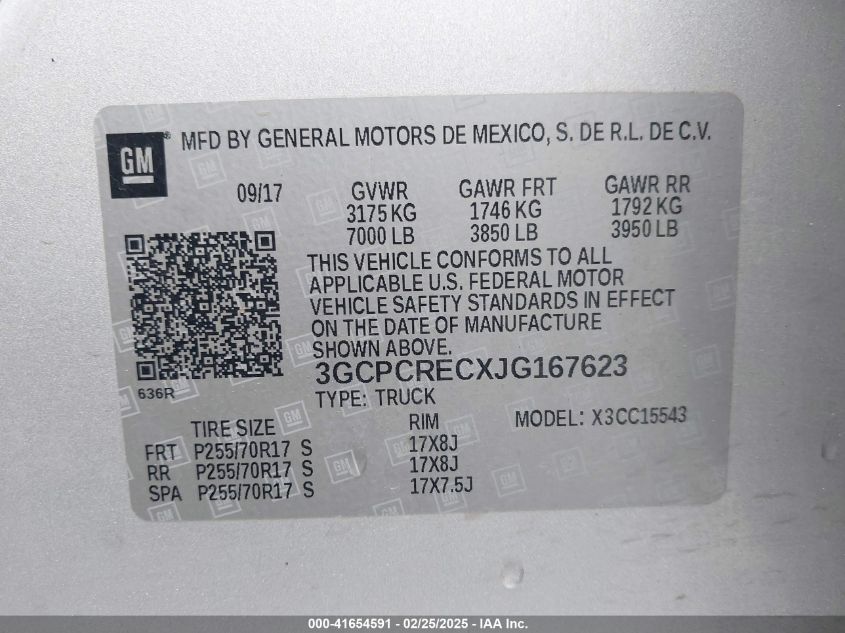 GM ® MFD BY GENERAL MOTORS DE MEXICO, S. DE R.L. DE C.V.
09/17 GVWR GAWR FRT GAWR RR
3175 KG 1746 KG 1792 KG
7000 LB 3850 LB 3950 LB
THIS VEHICLE CONFORMS TO ALL
APPLICABLE U.S. FEDERAL MOTOR
VEHICLE SAFETY STANDARDS IN EFFECT
ON THE DATE OF MANUFACTURE
SHOWN ABOVE.
3GCPCRECXJG167623
636R
TYPE: TRUCK
TIRE SIZE RIM MODEL: X3CC15543
FRT P255/70R17 S 17X8J
RR P255/70R17 S 17X8J
SPA P255/70R17 S 17X7.5J
000-41654591 - 02/25/2025 - IAA Inc.